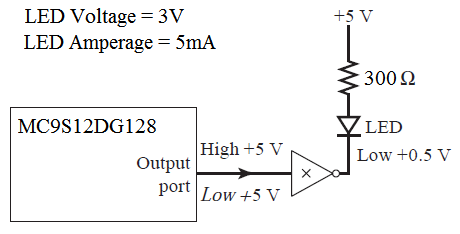 LED Voltage = 3V
LED Amperage = 5mA
+5 V
300 Ω
LED
Low +0.5 V
MC9S12DG128
Output
port
High +5 V
Low +5 V
×